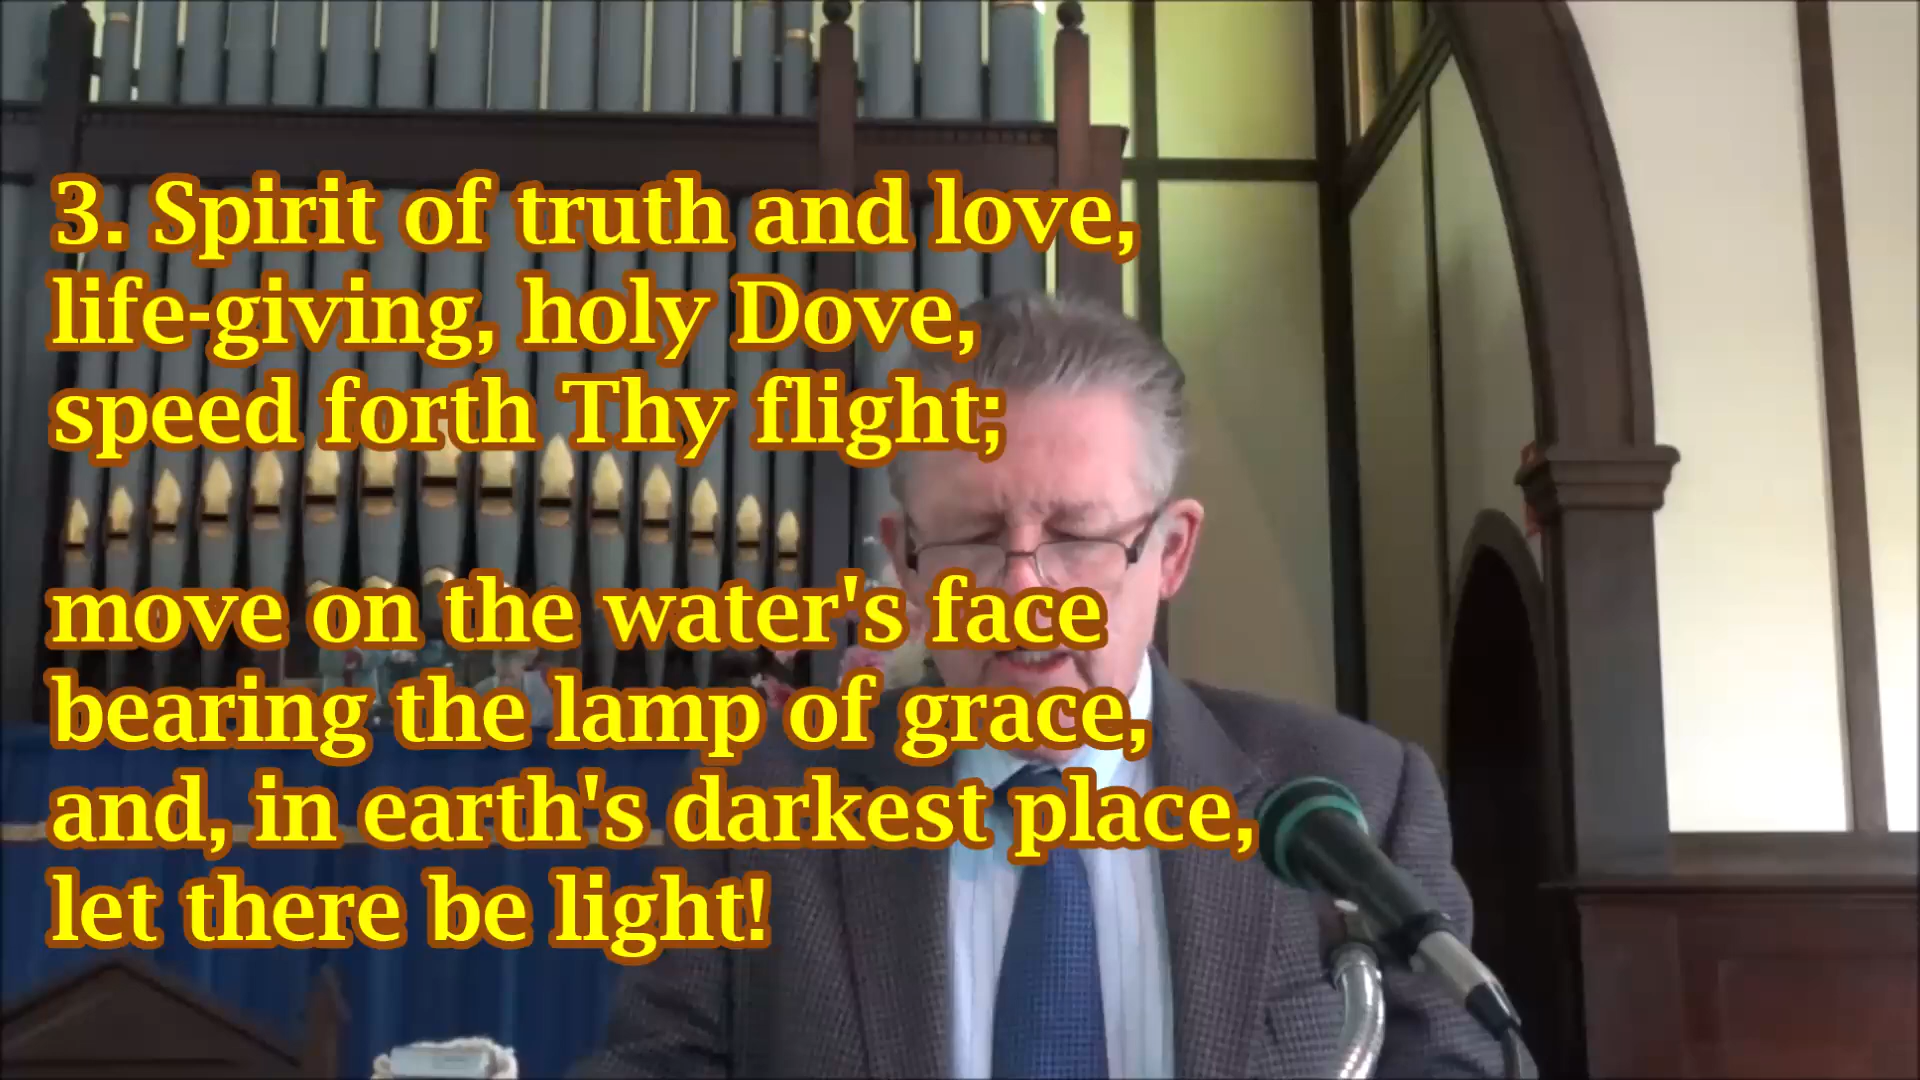 3. Spirit of truth and love,
life-giving, holy Dove,
speed forth Thy flight;
move on the water's face
bearing the lamp of grace,
and, in earth's darkest place,
let there be light!